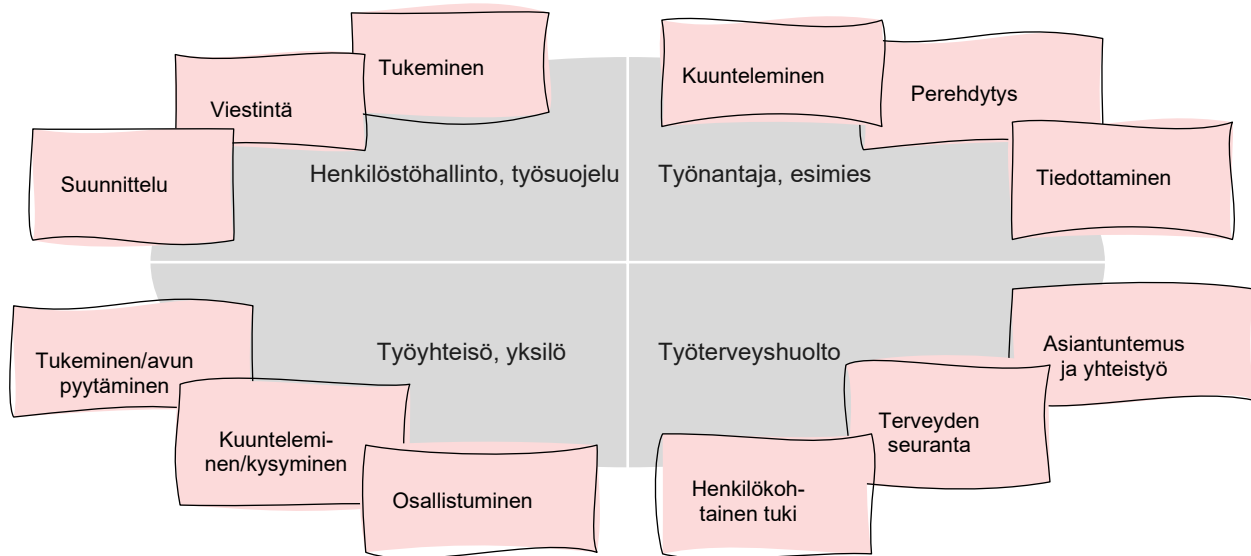 Tukeminen
Viestintä
Suunnittelu
Henkilöstöhallinto, työsuojelu
Kuunteleminen
Perehdytys
Tiedottaminen
Työnantaja, esimies
Tukeminen/avun
pyytäminen
Kuuntelemi-
nen/kysyminen
Osallistuminen
Työyhteisö, yksilö
Työterveyshuolto
Asiantuntemus
ja yhteistyö
Terveyden
seuranta
Henkilökoh-
tainen tuki